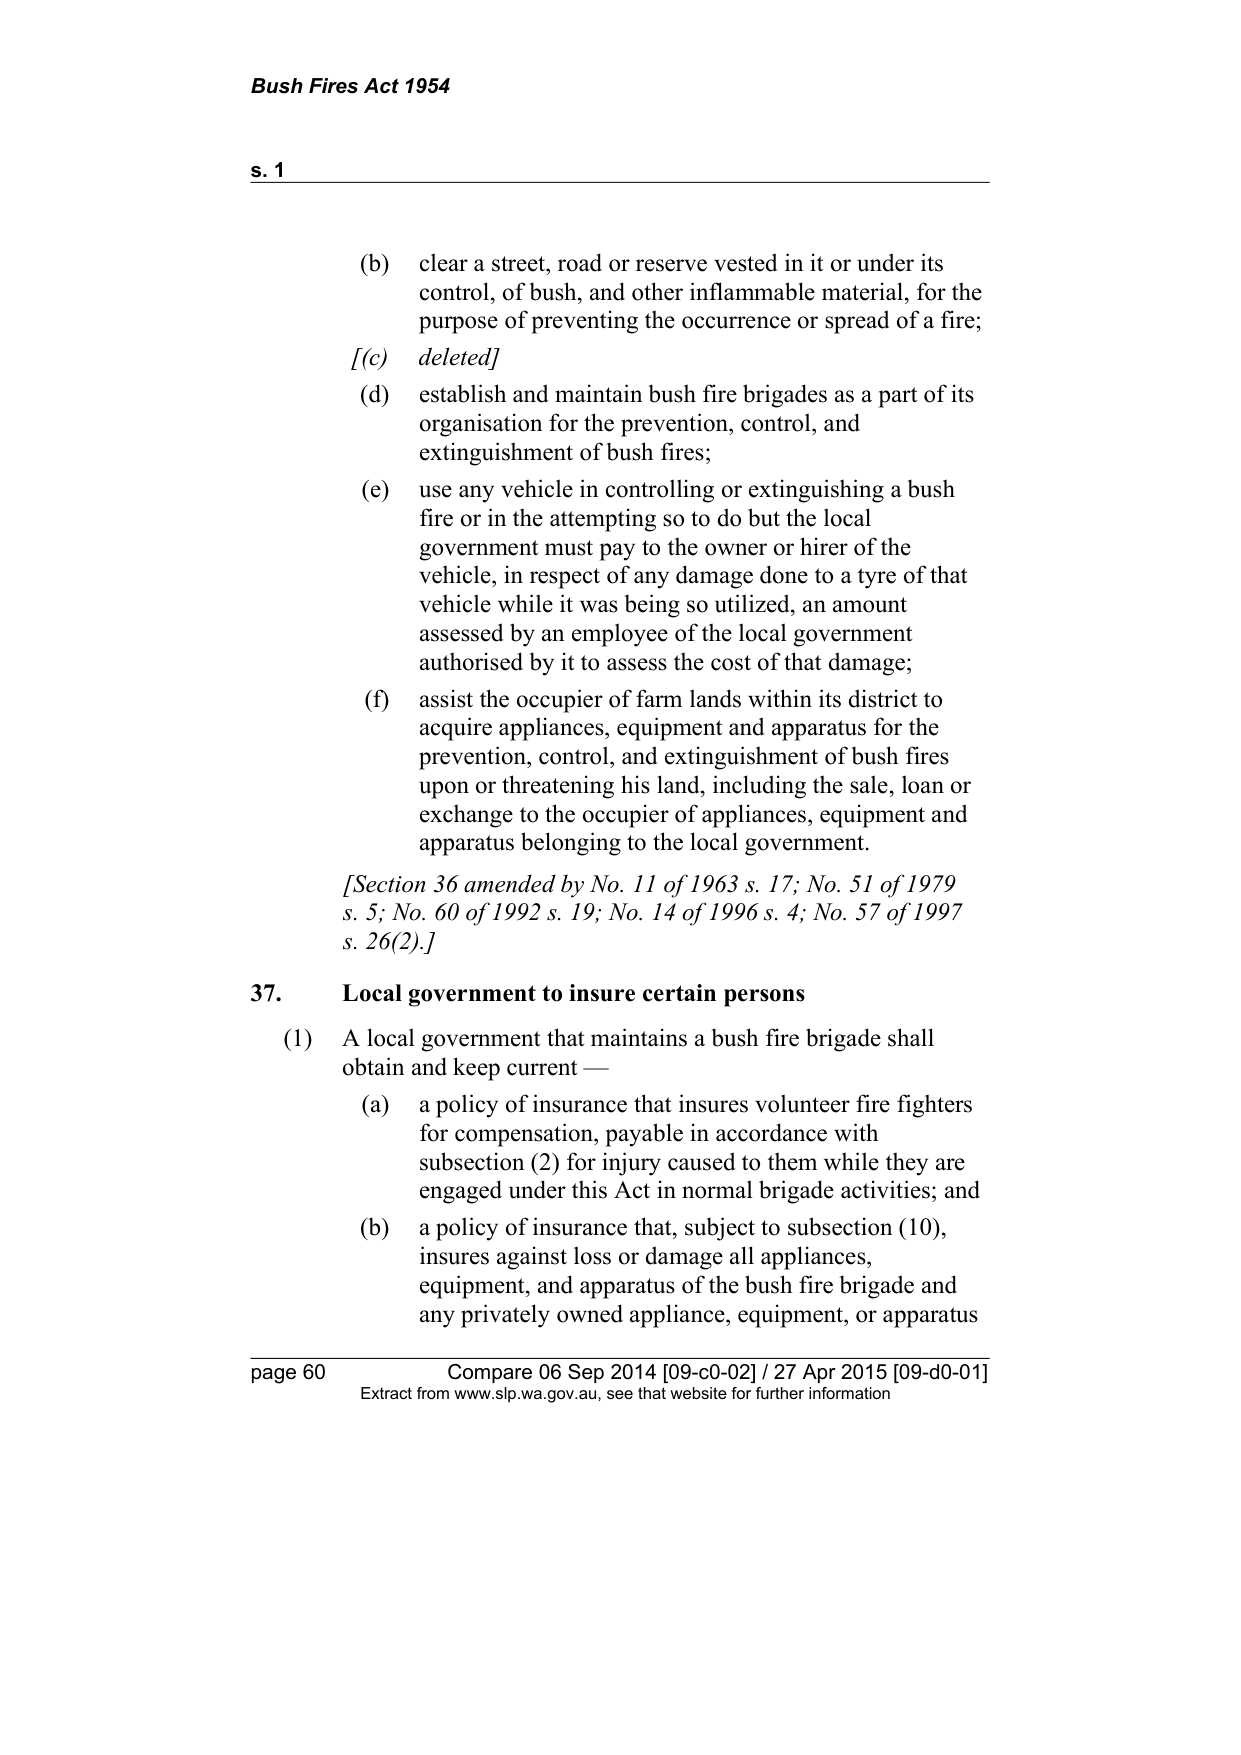 Bush Fires Act 1954
s. 1
(b) clear a street, road or reserve vested in it or under its
control, of bush, and other inflammable material, for the
purpose of preventing the occurrence or spread of a fire;
[(c) deleted]
(d) establish and maintain bush fire brigades as a part of its
organisation for the prevention, control, and
extinguishment of bush fires;
(e) use any vehicle in controlling or extinguishing a bush
fire or in the attempting so to do but the local
government must pay to the owner or hirer of the
vehicle, in respect of any damage done to a tyre of that
vehicle while it was being so utilized, an amount
assessed by an employee of the local government
authorised by it to assess the cost of that damage;
(f) assist the occupier of farm lands within its district to
acquire appliances, equipment and apparatus for the
prevention, control, and extinguishment of bush fires
upon or threatening his land, including the sale, loan or
exchange to the occupier of appliances, equipment and
apparatus belonging to the local government.
[Section 36 amended by No. 11 of 1963 s. 17; No. 51 of 1979
s. 5; No. 60 of 1992 s. 19; No. 14 of 1996 s. 4; No. 57 of 1997
s. 26(2).]
37. Local government to insure certain persons
(1) A local government that maintains a bush fire brigade shall
obtain and keep current —
(a) a policy of insurance that insures volunteer fire fighters
for compensation, payable in accordance with
subsection (2) for injury caused to them while they are
engaged under this Act in normal brigade activities; and
(b) a policy of insurance that, subject to subsection (10),
insures against loss or damage all appliances,
equipment, and apparatus of the bush fire brigade and
any privately owned appliance, equipment, or apparatus
page 60 Compare 06 Sep 2014 [09-c0-02] / 27 Apr 2015 [09-d0-01]
Extract from www.slp.wa.gov.au, see that website for further information